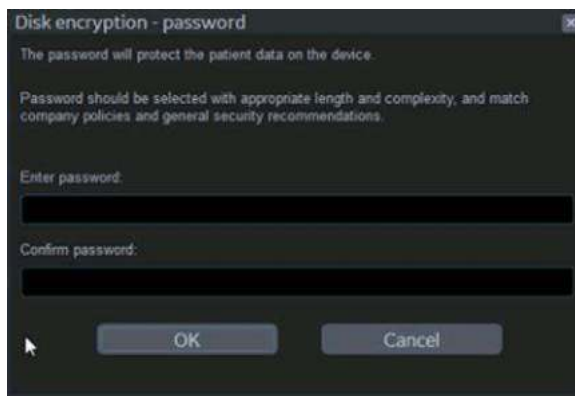 Disk encryption - password
The password will protect the patient data on the device.
Password should be selected with appropriate length and complexity, and match
company policies and general security recommendations.
Enter password:
Confirm password:
OK
Cancel